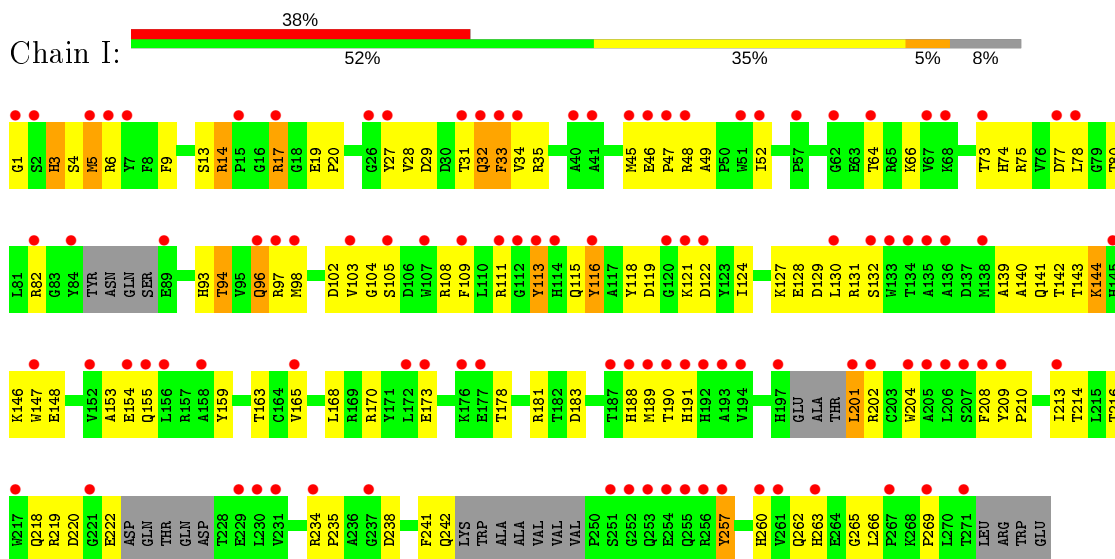 38%
Chain I:
52% 35% 5% 8%
G1 S2 H3 S4 M5 R6 Y7 F8 F9 S13 R14 P15 G16 R17 G18 E19 P20 G26 Y27 V28 D29 D30 T31 Q32 F33 V34 R35 A40 A41 M45 E46 P47 R48 A49 P50 W51 I52 P57 G62 E63 T64 R65 K66 V67 K68 T73 H74 R75 V76 D77 L78 G79 T80
L81 R82 G83 Y84 TYR ASN GLN SER E89 H93 T94 V95 Q96 R97 M98 D102 V103 G104 S105 D106 W107 R108 F109 L110 R111 G112 Y113 H114 Q115 Y116 A117 Y118 D119 G120 K121 D122 Y123 I124 K127 E128 D129 L130 R131 S132 W133 T134 A135 A136 D137 M138 A139 A140 Q141 T142 T143 K144 H145
K146 W147 E148 V152 A153 E154 Q155 L156 R157 A158 Y159 T163 C164 V165 L168 R169 R170 Y171 L172 E173 K176 E177 T178 R181 T182 D183 T187 H188 M189 T190 H191 H192 A193 V194 H197 GLU ALA THR L201 R202 C203 W204 A205 L206 S207 F208 Y209 P210 I213 T214 L215 T216
W217 Q218 R219 D220 G221 E222 ASP GLN THR GLN ASP T228 E229 L230 V231 R234 P235 A236 G237 D238 F241 Q242 LYS TRP ALA ALA VAL VAL VAL P250 S251 G252 Q253 E254 Q255 R256 Y257 H260 V261 Q262 H263 E264 G265 L266 P267 K268 P269 L270 T271 LEU ARG TRP GLU